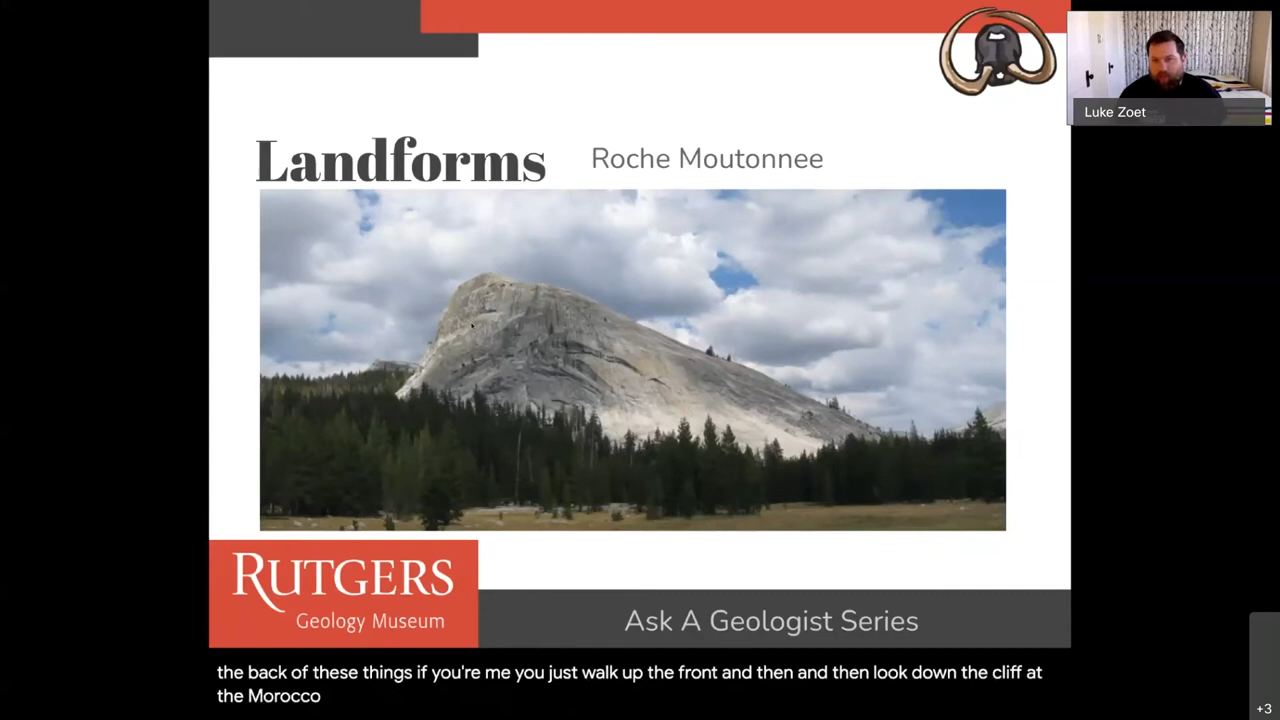 Luke Zoet
Landforms
Roche Moutonnee
RUTGERS
Geology Museum
Ask A Geologist Series
the back of these things if you're me you just walk up the front and then and then look down the cliff at
the Morocco
+3